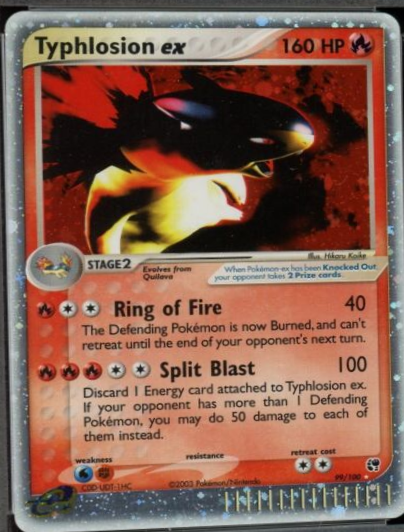 Typhlosion ex 160 HP
Illus. Hikaru Koike
STAGE2
Evolves from
Quilava
When Pokémon-ex has been Knocked Out,
your opponent takes 2 Prize cards.
Ring of Fire 40
The Defending Pokémon is now Burned, and can't
retreat until the end of your opponent's next turn.
Split Blast 100
Discard 1 Energy card attached to Typhlosion ex.
If your opponent has more than 1 Defending
Pokémon, you may do 50 damage to each of
them instead.
weakness resistance retreat cost
©2003 Pokémon/Nintendo
99/100